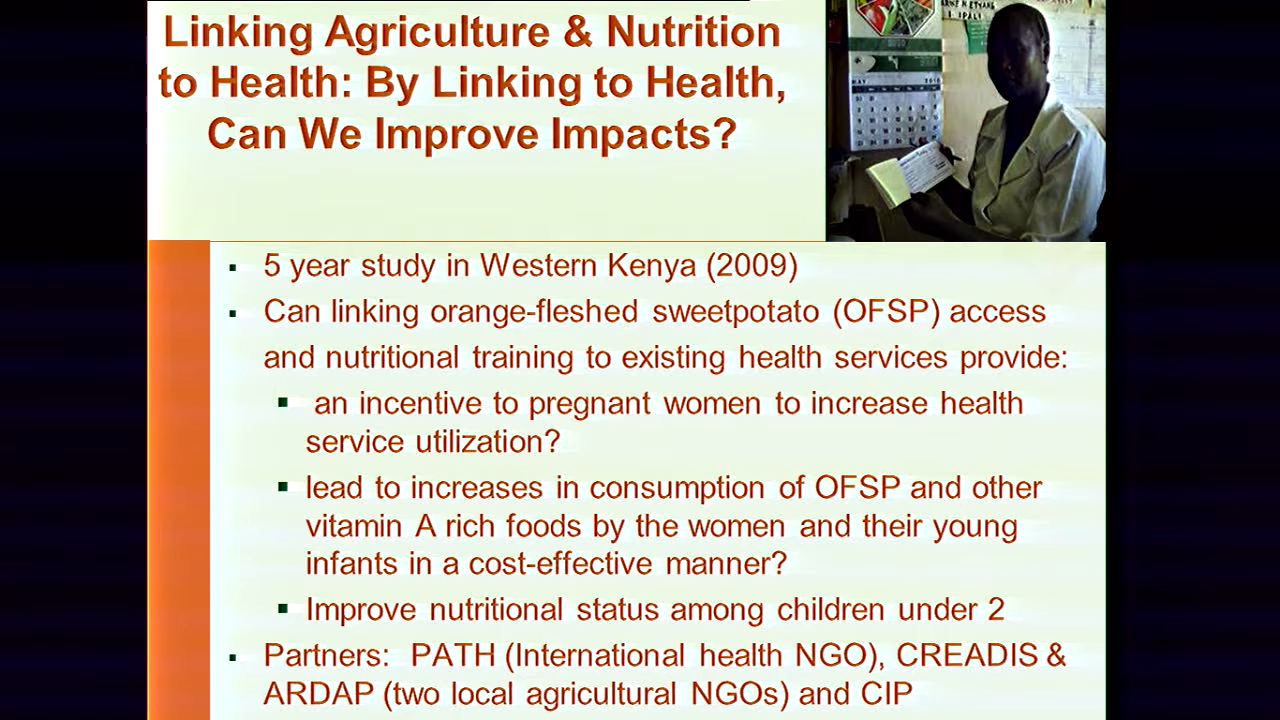 Linking Agriculture & Nutrition
to Health: By Linking to Health,
Can We Improve Impacts?
MAY
▪ 5 year study in Western Kenya (2009)
▪ Can linking orange-fleshed sweetpotato (OFSP) access
and nutritional training to existing health services provide:
▪ an incentive to pregnant women to increase health
service utilization?
▪ lead to increases in consumption of OFSP and other
vitamin A rich foods by the women and their young
infants in a cost-effective manner?
▪ Improve nutritional status among children under 2
▪ Partners: PATH (International health NGO), CREADIS &
ARDAP (two local agricultural NGOs) and CIP